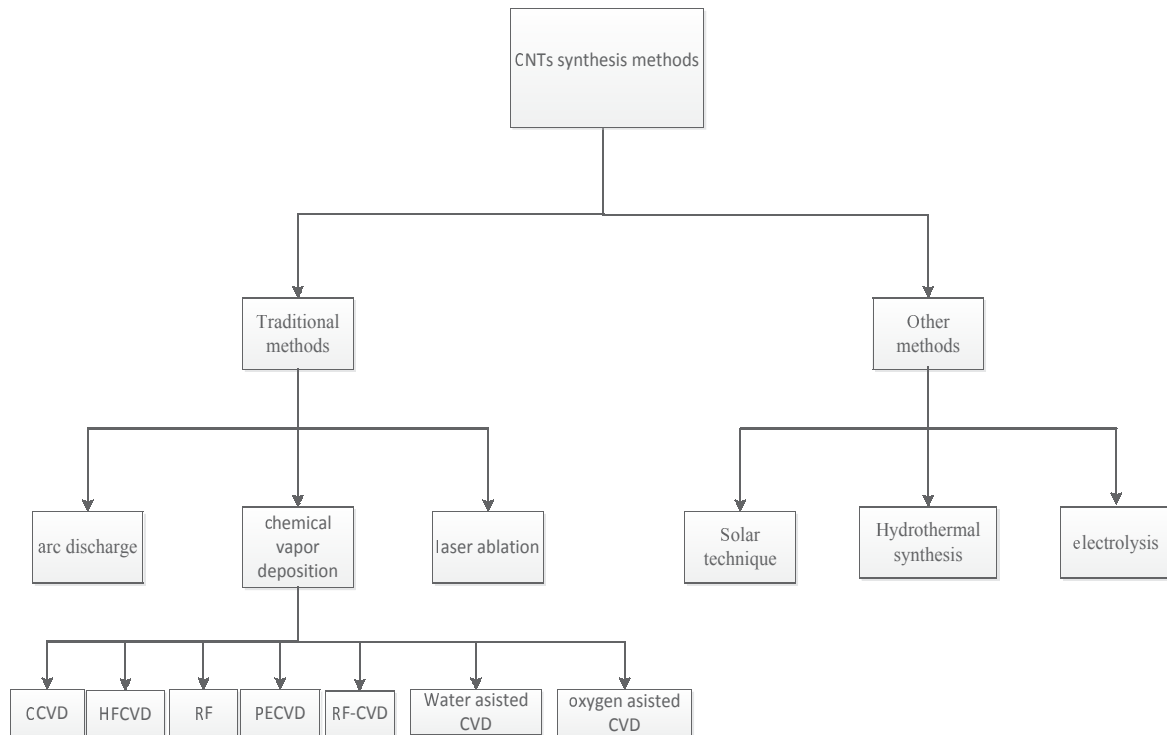 CNTs synthesis methods
Traditional
methods
Other
methods
arc discharge
chemical
vapor
deposition
laser ablation
Solar
technique
Hydrothermal
synthesis
electrolysis
CCVD
HFCVD
RF
PECVD
RF-CVD
Water asisted
CVD
oxygen asisted
CVD